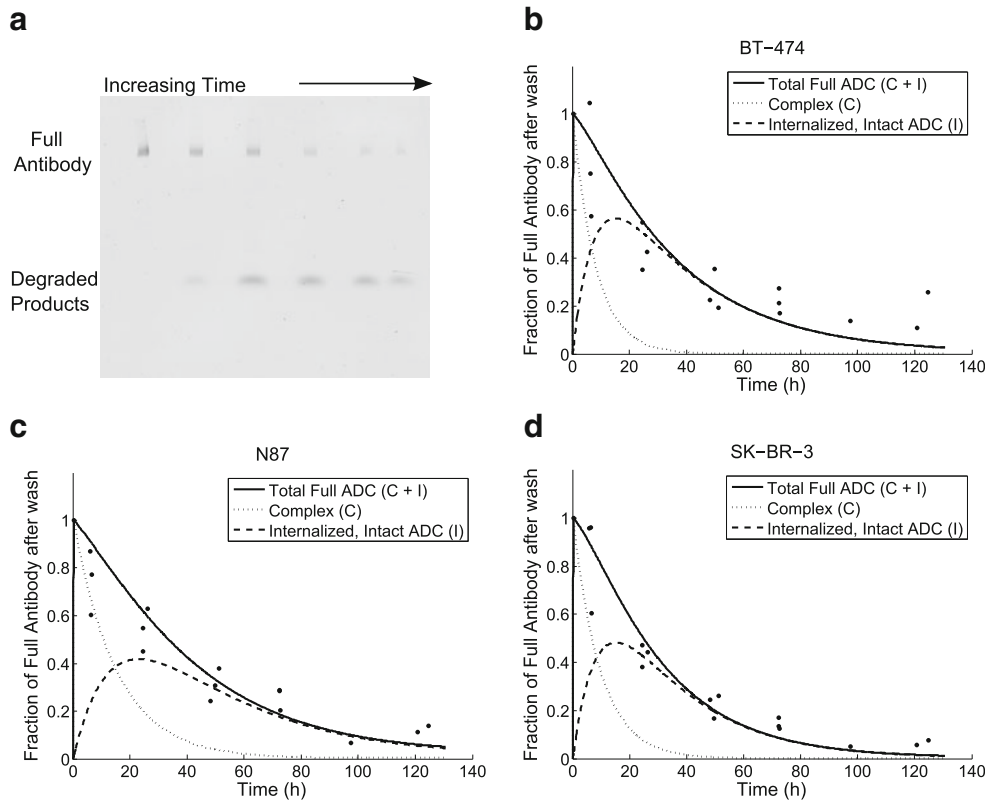 a
Increasing Time
Full
Antibody
Degraded
Products
b
BT−474
Total Full ADC (C + I)
Complex (C)
Internalized, Intact ADC (I)
Fraction of Full Antibody after wash
1
0.8
0.6
0.4
0.2
0
0 20 40 60 80 100 120 140
Time (h)
c
N87
Total Full ADC (C + I)
Complex (C)
Internalized, Intact ADC (I)
Fraction of Full Antibody after wash
1
0.8
0.6
0.4
0.2
0
0 20 40 60 80 100 120 140
Time (h)
d
SK−BR−3
Total Full ADC (C + I)
Complex (C)
Internalized, Intact ADC (I)
Fraction of Full Antibody after wash
1
0.8
0.6
0.4
0.2
0
0 20 40 60 80 100 120 140
Time (h)